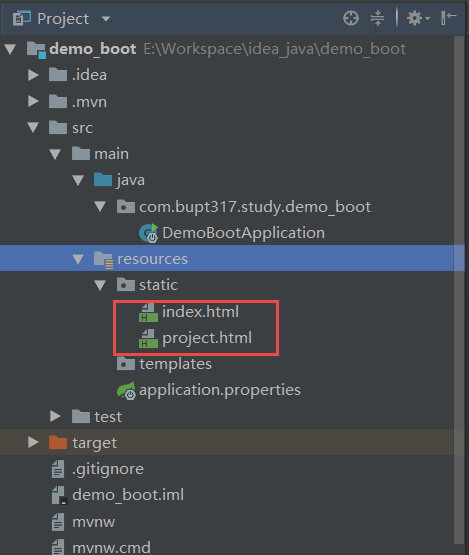 Project
demo_boot E:\Workspace\idea_java\demo_boot
.idea
.mvn
src
main
java
com.bupt317.study.demo_boot
DemoBootApplication
resources
static
index.html
project.html
templates
application.properties
test
target
.gitignore
demo_boot.iml
mvnw
mvnw.cmd